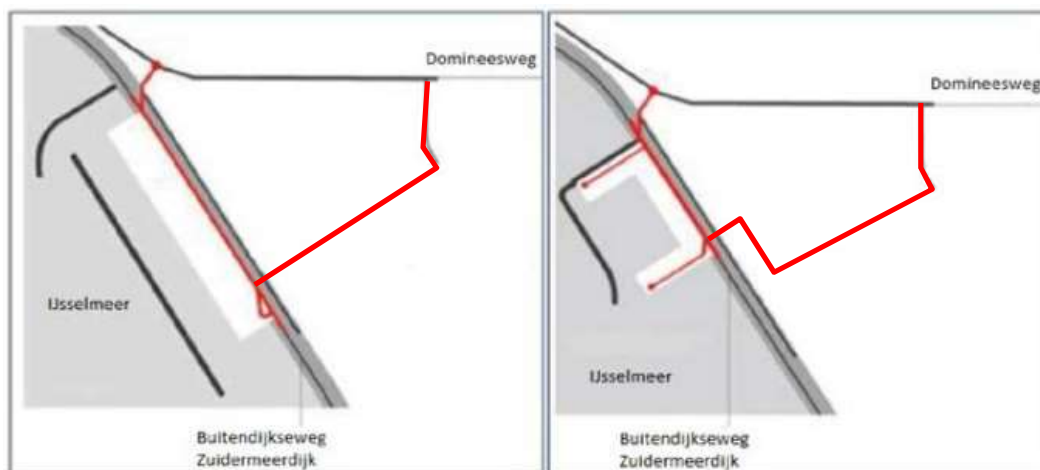 Domineesweg
IJsselmeer
Buitendijkseweg
Zuidermeerdijk
Domineesweg
IJsselmeer
Buitendijkseweg
Zuidermeerdijk